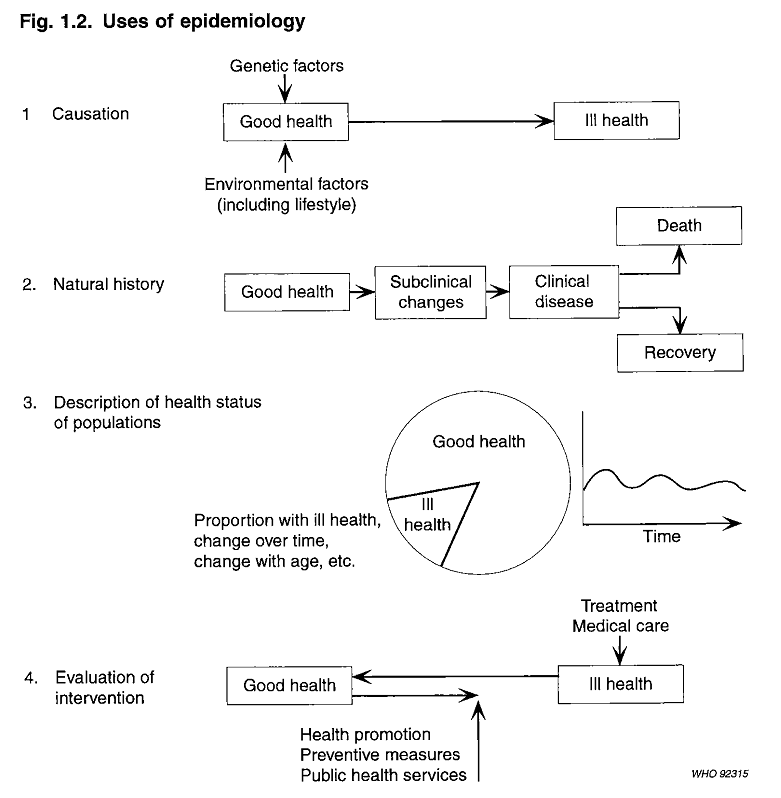 Fig. 1.2. Uses of epidemiology
Genetic factors
1 Causation
Good health
Ill health
Environmental factors
(including lifestyle)
Death
2. Natural history
Good health
Subclinical
changes
Clinical
disease
Recovery
3. Description of health status
of populations
Good health
Ill
health
Proportion with ill health,
change over time,
change with age, etc.
Time
Treatment
Medical care
4. Evaluation of
intervention
Good health
Ill health
Health promotion
Preventive measures
Public health services
WHO 92315